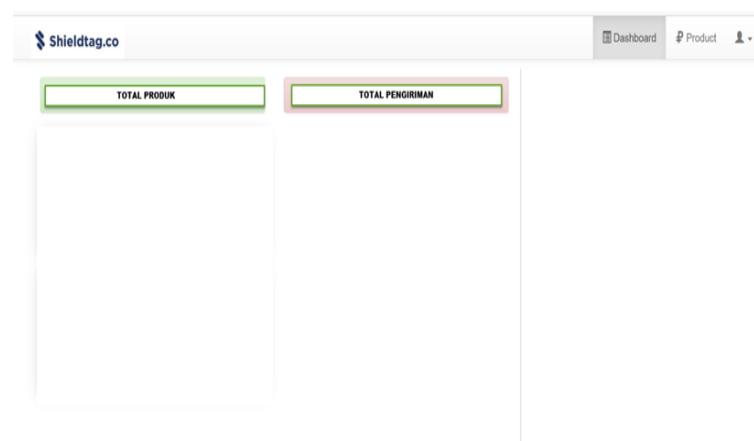 Shieldtag.co
Dashboard
Product
TOTAL PRODUK
TOTAL PENGIRIMAN